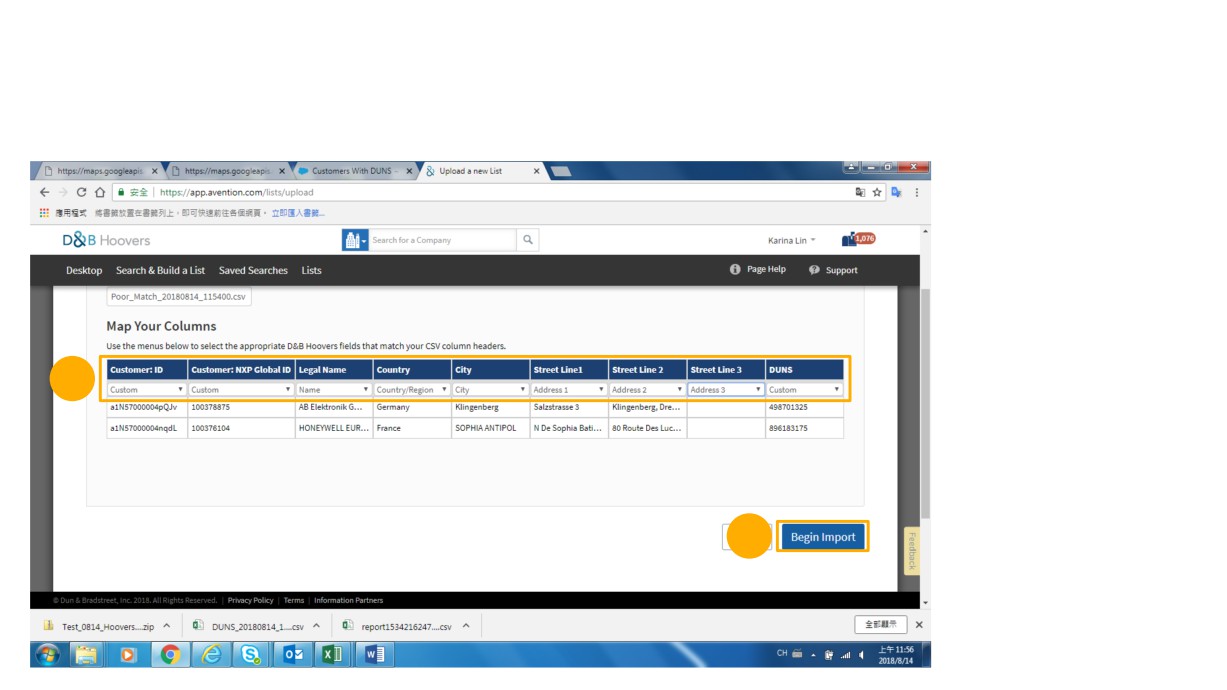 https://maps.googleapis. https://maps.googleapis. Customers With DUNS - Upload a new List
安全 | https://app.avention.com/lists/upload
應用程式 將書籤放置在書籤列上，即可快速前往各個網頁。 立即匯入書籤...
D&B Hoovers Search for a Company Karina Lin 1,076
Desktop Search & Build a List Saved Searches Lists Page Help Support
Poor_Match_20180814_115400.csv
Map Your Columns
Use the menus below to select the appropriate D&B Hoovers fields that match your CSV column headers.
Customer: ID Customer: NXP Global ID Legal Name Country City Street Line1 Street Line 2 Street Line 3 DUNS
Custom Custom Name Country/Region City Address 1 Address 2 Address 3 Custom
a1N57000004pQJv 100378875 AB Elektronik G... Germany Klingenberg Salzstrasse 3 Klingenberg, Dre... 498701325
a1N57000004nqdL 100376104 HONEYWELL EUR... France SOPHIA ANTIPOL N De Sophia Bati... 80 Route Des Luc... 896183175
Begin Import
Feedback
© Dun & Bradstreet, Inc. 2018. All Rights Reserved. | Privacy Policy | Terms | Information Partners
Test_0814_Hoovers....zip DUNS_20180814_1....csv report1534216247....csv 全部顯示
CH 上午 11:56
2018/8/14